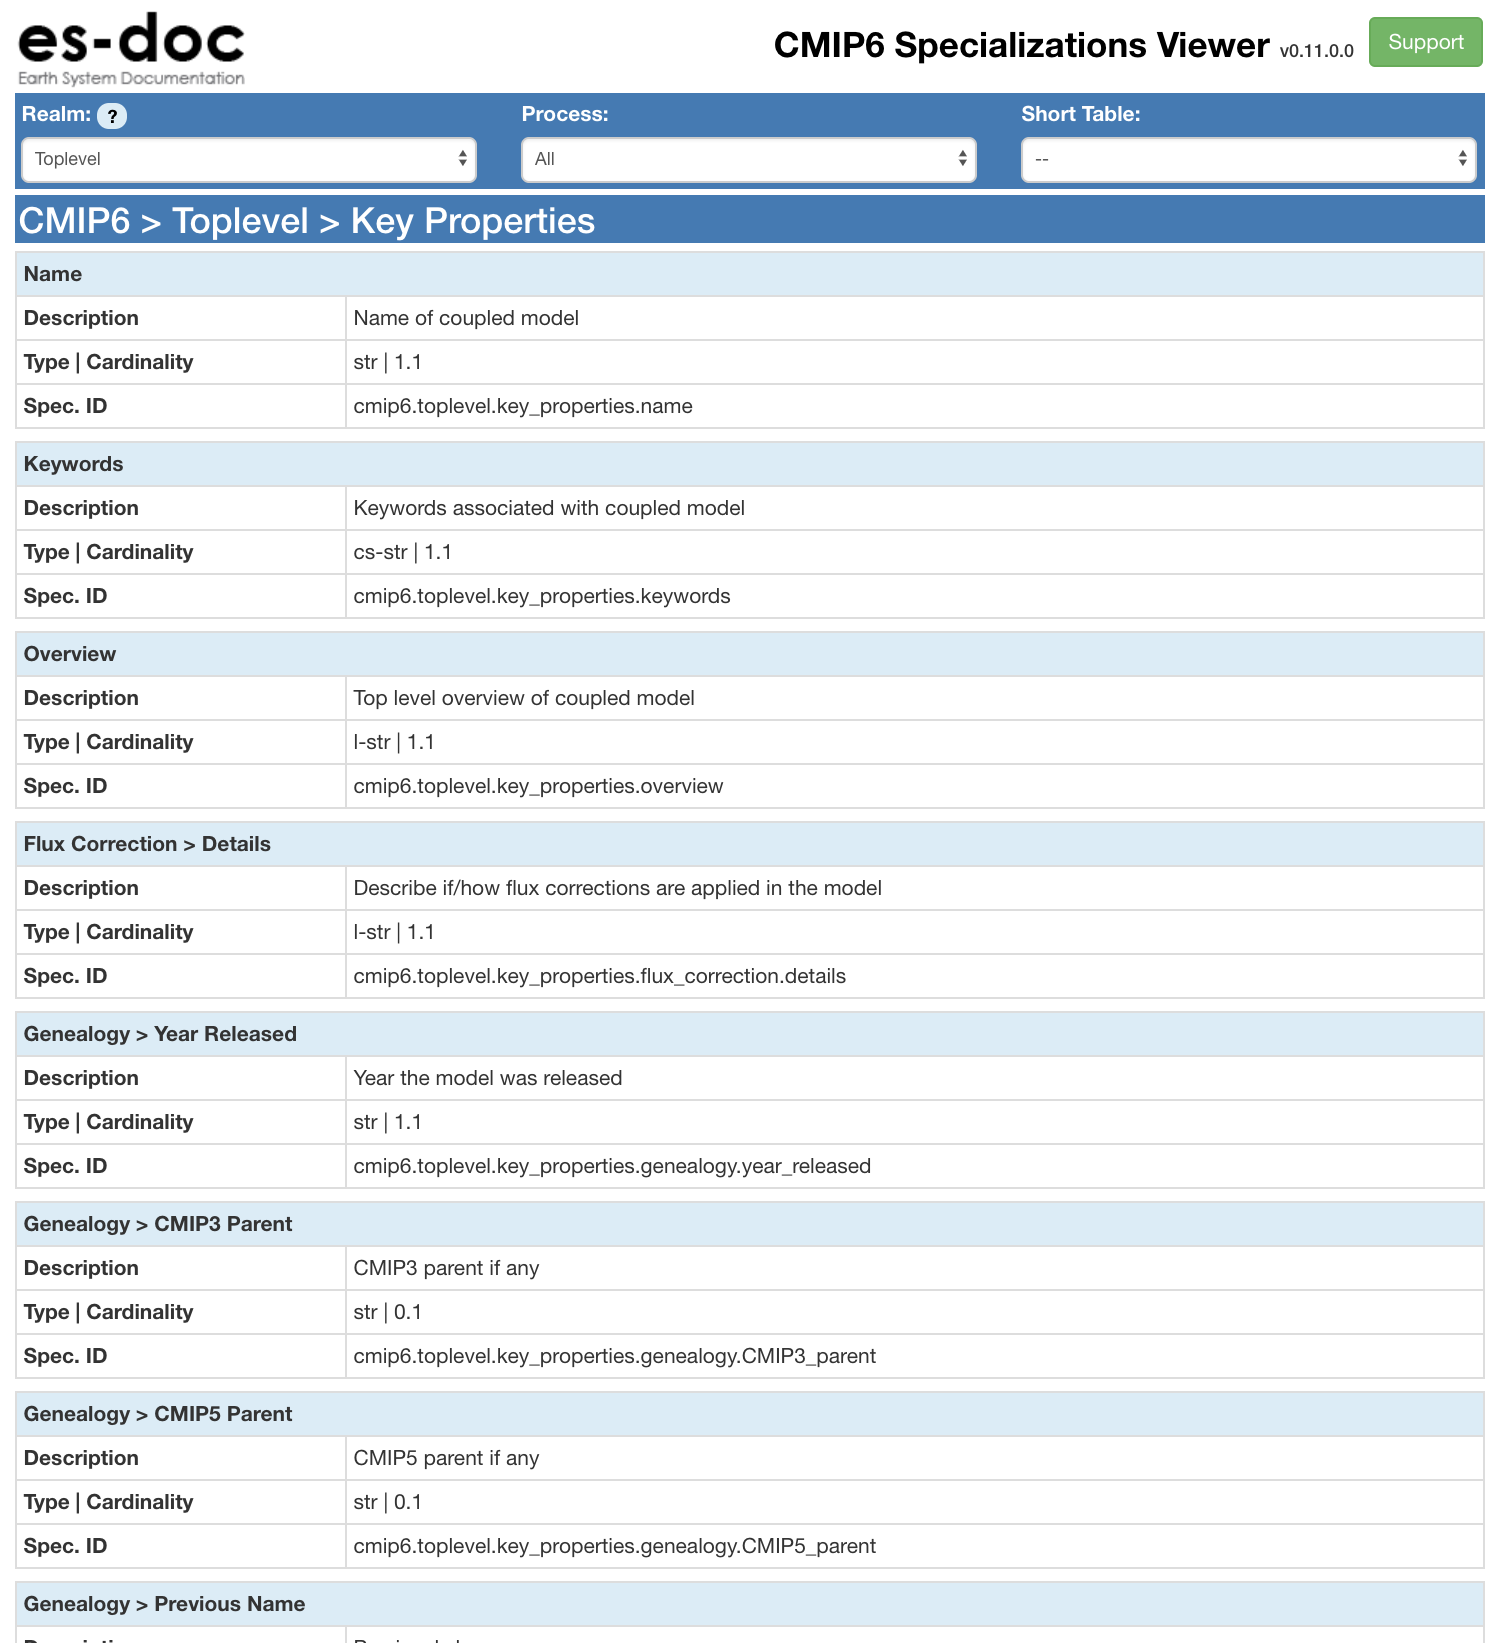 es-doc
Earth System Documentation
CMIP6 Specializations Viewer v0.11.0.0
Support
Realm: ?
Process:
Short Table:
Toplevel
All
--
CMIP6 > Toplevel > Key Properties
Name
Description Name of coupled model
Type | Cardinality str | 1.1
Spec. ID cmip6.toplevel.key_properties.name
Keywords
Description Keywords associated with coupled model
Type | Cardinality cs-str | 1.1
Spec. ID cmip6.toplevel.key_properties.keywords
Overview
Description Top level overview of coupled model
Type | Cardinality l-str | 1.1
Spec. ID cmip6.toplevel.key_properties.overview
Flux Correction > Details
Description Describe if/how flux corrections are applied in the model
Type | Cardinality l-str | 1.1
Spec. ID cmip6.toplevel.key_properties.flux_correction.details
Genealogy > Year Released
Description Year the model was released
Type | Cardinality str | 1.1
Spec. ID cmip6.toplevel.key_properties.genealogy.year_released
Genealogy > CMIP3 Parent
Description CMIP3 parent if any
Type | Cardinality str | 0.1
Spec. ID cmip6.toplevel.key_properties.genealogy.CMIP3_parent
Genealogy > CMIP5 Parent
Description CMIP5 parent if any
Type | Cardinality str | 0.1
Spec. ID cmip6.toplevel.key_properties.genealogy.CMIP5_parent
Genealogy > Previous Name